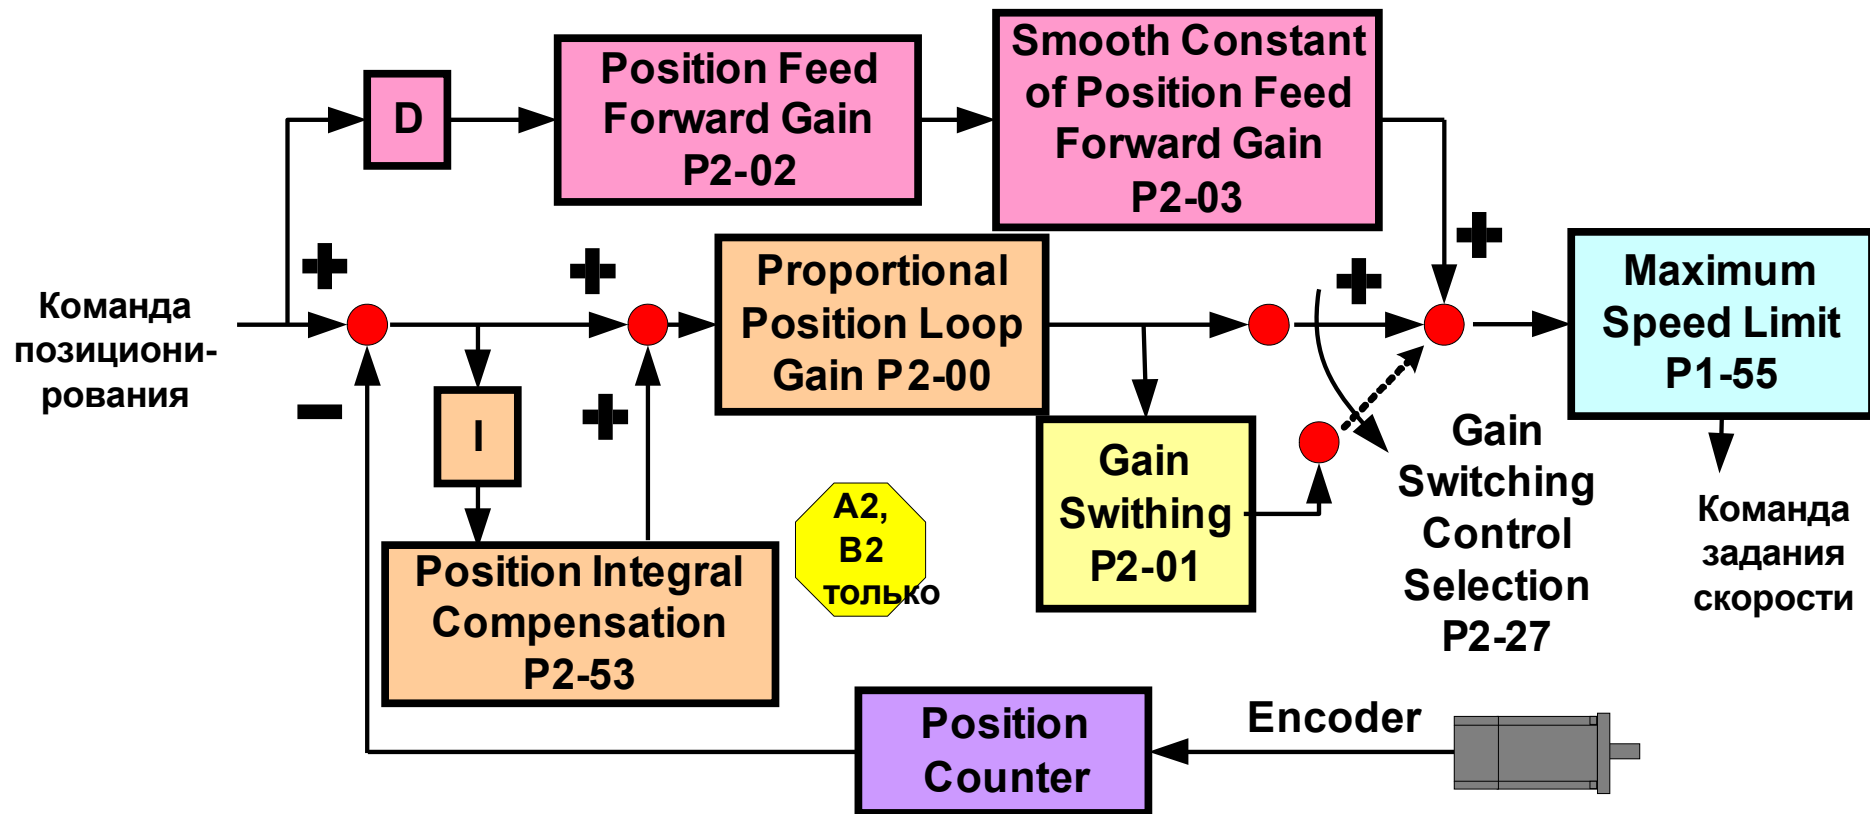 Position Feed
Forward Gain
P2-02
Smooth Constant
of Position Feed
Forward Gain
P2-03
D
Команда
позициони-
рования
Proportional
Position Loop
Gain P2-00
Maximum
Speed Limit
P1-55
I
Gain
Swithing
P2-01
Gain
Switching
Control
Selection
P2-27
A2,
B2
только
Команда
задания
скорости
Position Integral
Compensation
P2-53
Position
Counter
Encoder